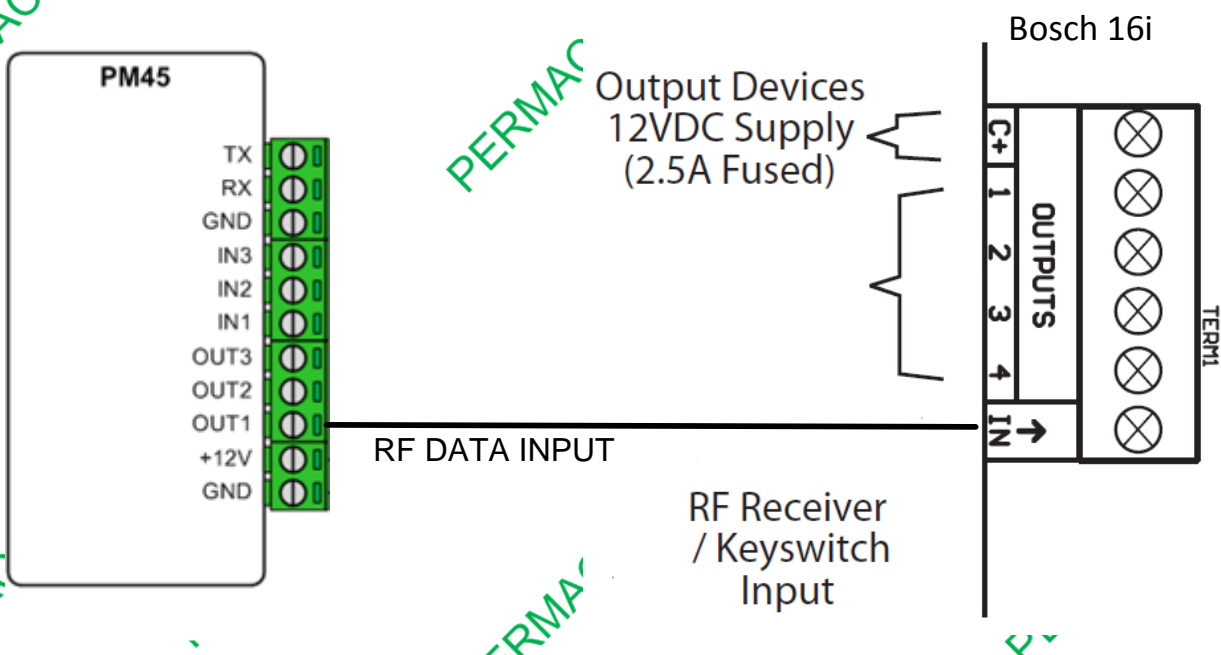 Bosch 16i
PM45
Output Devices
12VDC Supply
(2.5A Fused)
TX
RX
GND
IN3
IN2
IN1
OUT3
OUT2
OUT1
+12V
GND
C+
1
2
3
4
OUTPUTS
IN
TERM1
RF DATA INPUT
RF Receiver
/ Keyswitch
Input